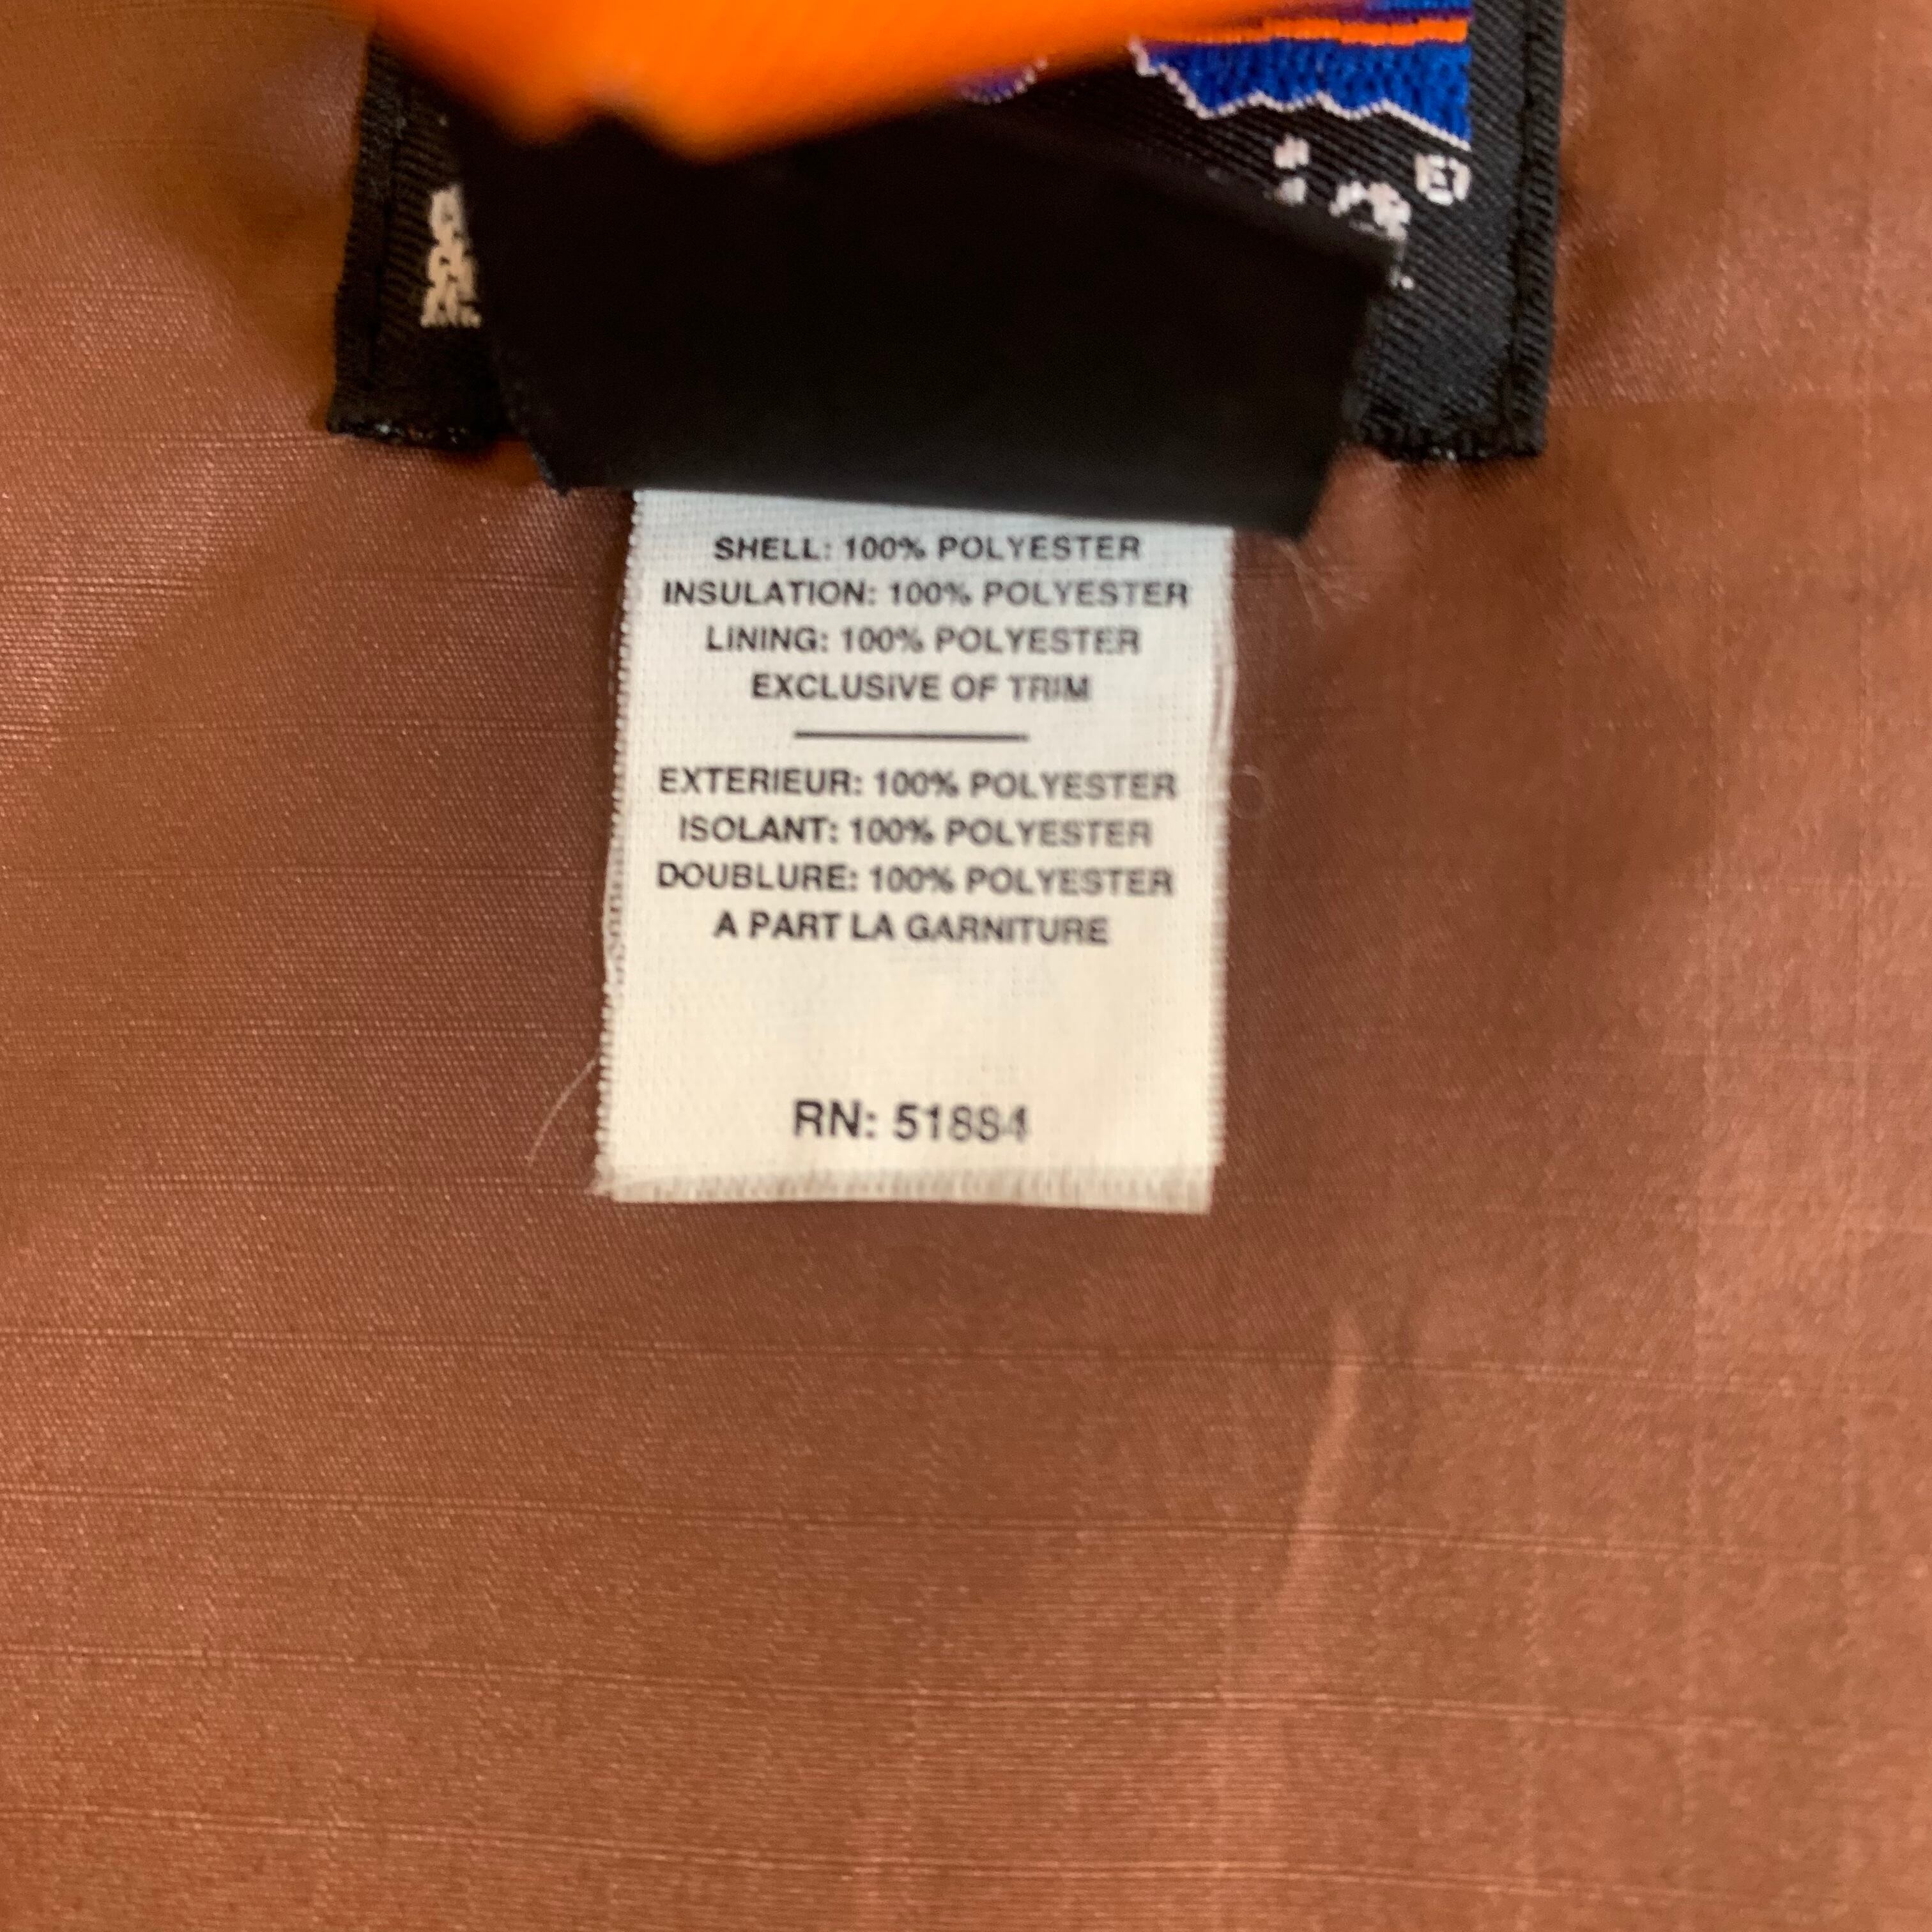 SHELL: 100% POLYESTER
INSULATION: 100% POLYESTER
LINING: 100% POLYESTER
EXCLUSIVE OF TRIM
EXTERIEUR: 100% POLYESTER
ISOLANT: 100% POLYESTER
DOUBLURE: 100% POLYESTER
A PART LA GARNITURE
RN: 51884